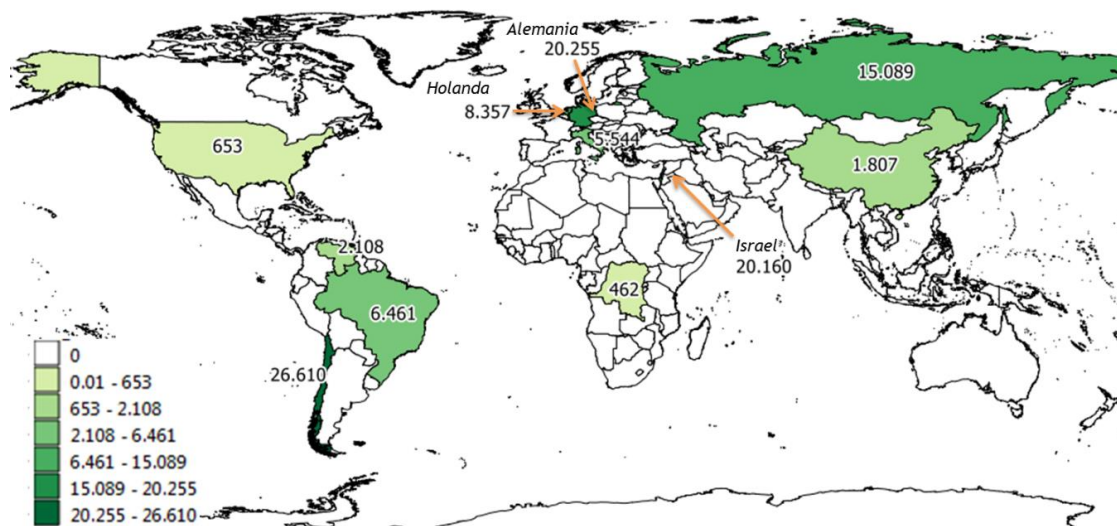 Alemania
20.255
15.089
Holanda
8.357
5.544
653
1.807
2.108
Israel
20.160
462
6.461
26.610
0
0.01 - 653
653 - 2.108
2.108 - 6.461
6.461 - 15.089
15.089 - 20.255
20.255 - 26.610